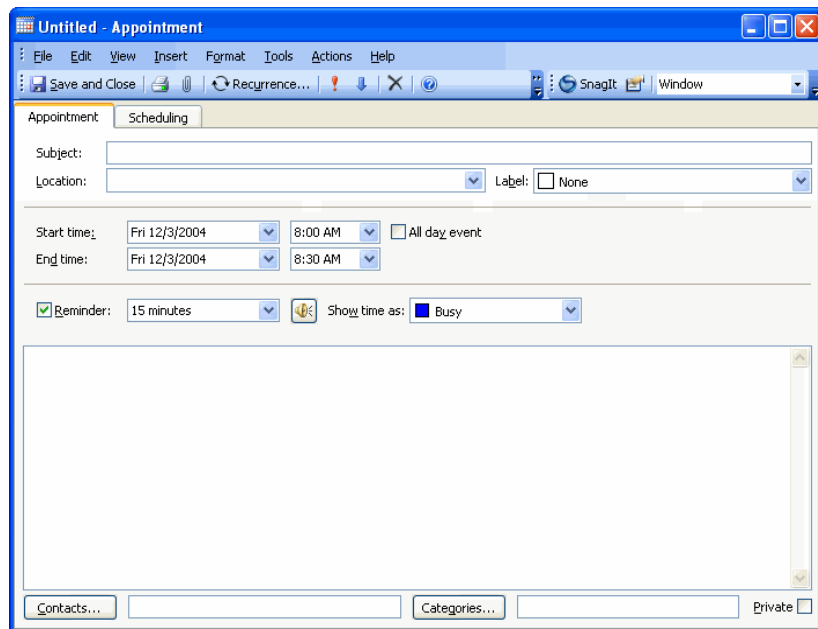 Untitled - Appointment
File Edit View Insert Format Tools Actions Help
Save and Close Recurrence... SnagIt Window
Appointment Scheduling
Subject:
Location: Label: None
Start time: Fri 12/3/2004 8:00 AM All day event
End time: Fri 12/3/2004 8:30 AM
Reminder: 15 minutes Show time as: Busy
Contacts... Categories... Private